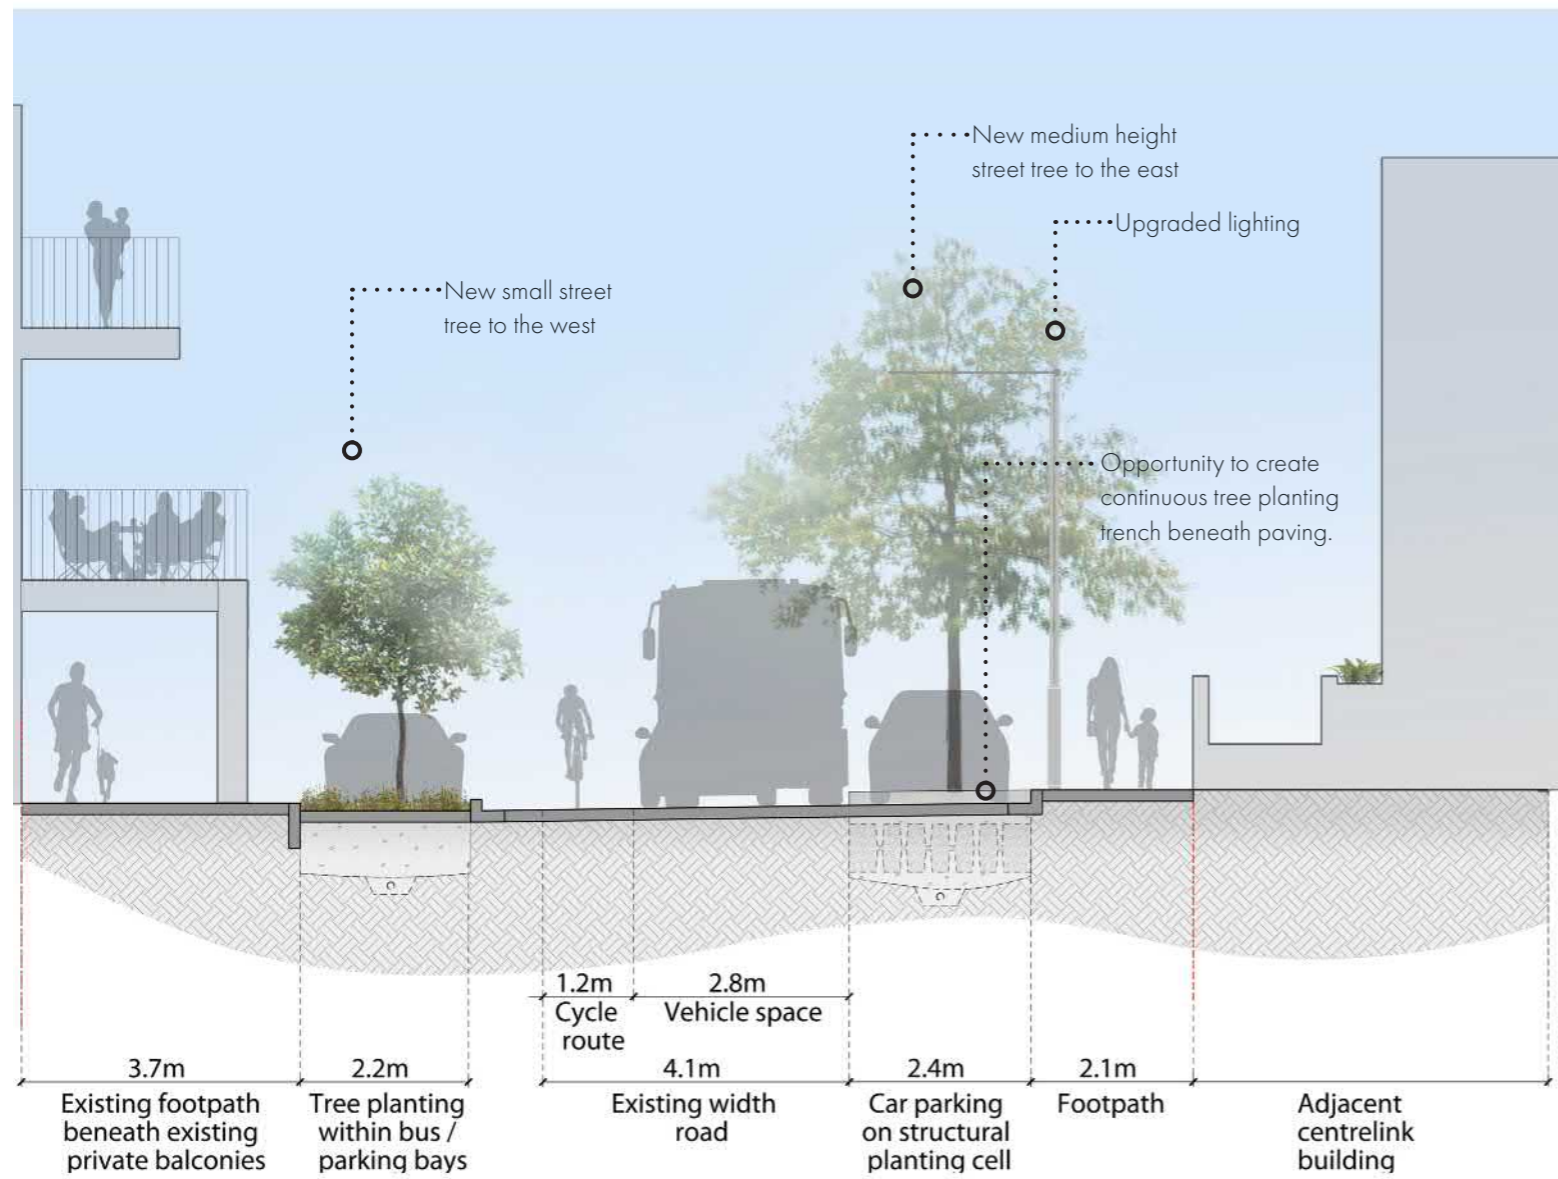 New medium height
street tree to the east
Upgraded lighting
New small street
tree to the west
Opportunity to create
continuous tree planting
trench beneath paving.
1.2m
Cycle
route
2.8m
Vehicle space
3.7m
Existing footpath
beneath existing
private balconies
2.2m
Tree planting
within bus /
parking bays
4.1m
Existing width
road
2.4m
Car parking
on structural
planting cell
2.1m
Footpath
Adjacent
centrelink
building